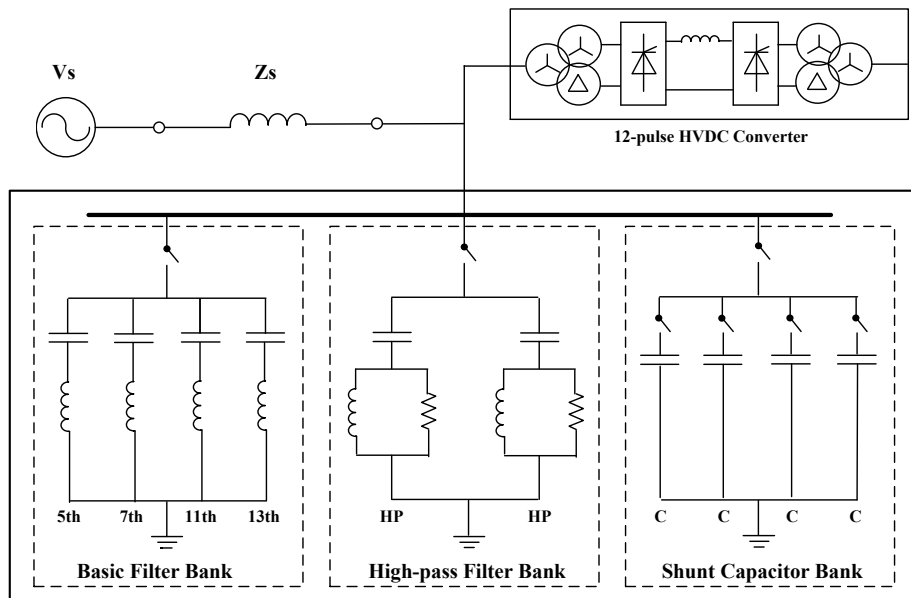 Vs
Zs
12-pulse HVDC Converter
5th 7th 11th 13th
Basic Filter Bank
HP HP
High-pass Filter Bank
C C C C
Shunt Capacitor Bank